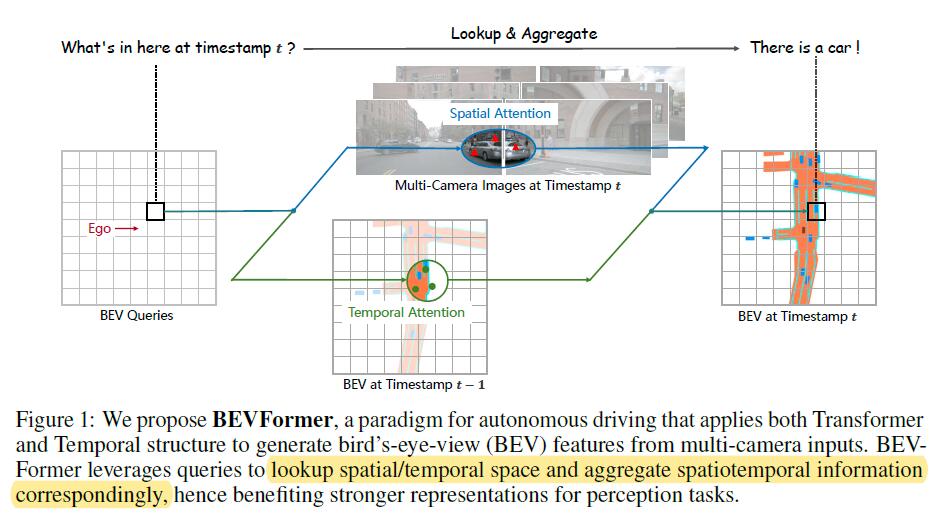 What's in here at timestamp t ?
Lookup & Aggregate
There is a car !
Spatial Attention
Multi-Camera Images at Timestamp t
Ego
BEV Queries
Temporal Attention
BEV at Timestamp t − 1
BEV at Timestamp t
Figure 1: We propose BEVFormer, a paradigm for autonomous driving that applies both Transformer
and Temporal structure to generate bird's-eye-view (BEV) features from multi-camera inputs. BEV-
Former leverages queries to lookup spatial/temporal space and aggregate spatiotemporal information
correspondingly, hence benefiting stronger representations for perception tasks.